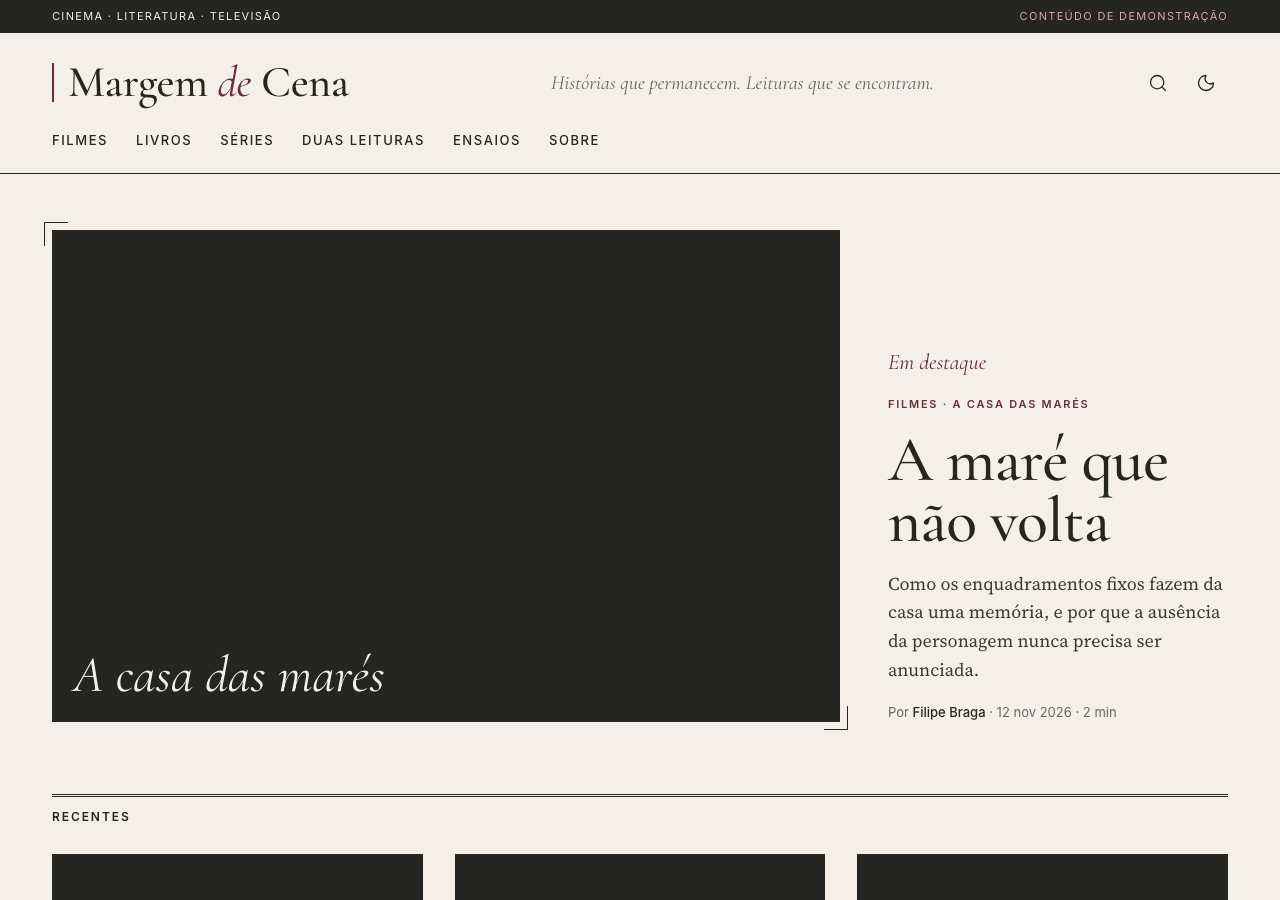 CINEMA · LITERATURA · TELEVISÃO
CONTEÚDO DE DEMONSTRAÇÃO
Margem de Cena
Histórias que permanecem. Leituras que se encontram.
FILMES LIVROS SÉRIES DUAS LEITURAS ENSAIOS SOBRE
A casa das marés
Em destaque
FILMES · A CASA DAS MARÉS
A maré que
não volta
Como os enquadramentos fixos fazem da
casa uma memória, e por que a ausência
da personagem nunca precisa ser
anunciada.
Por Filipe Braga · 12 nov 2026 · 2 min
RECENTES